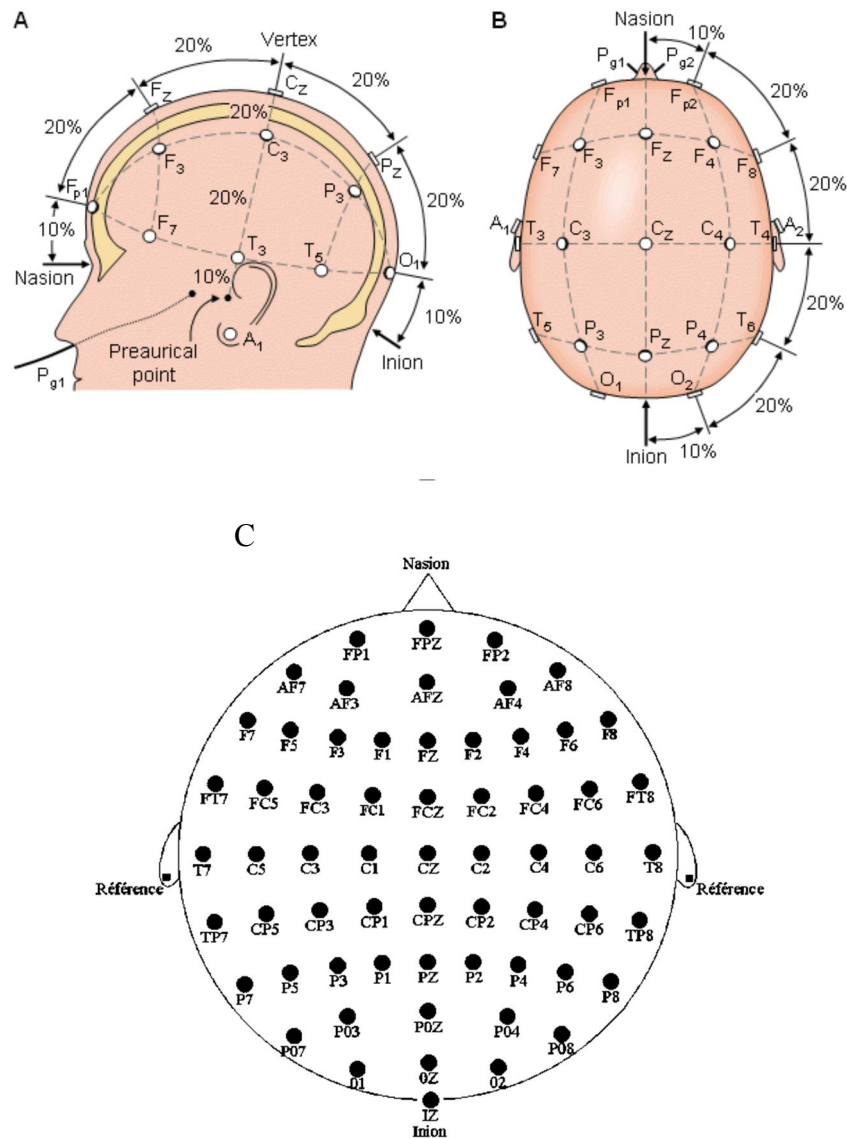 A
20%
Vertex
20%
FZ
CZ
20%
20%
20%
C3
F3
PZ
Fp1
P3
20%
10%
F7
T3
T5
O1
Nasion
10%
10%
A1
Preaurical
point
Inion
Pg1
B
Nasion
10%
Pg1
Pg2
Fp1
Fp2
20%
F7
F3
FZ
F4
F8
20%
A1
T3
C3
CZ
C4
T4
A2
20%
T5
P3
PZ
P4
T6
O1
O2
20%
Inion
10%
C
Nasion
FP1 FPZ FP2
AF7 AF3 AFZ AF4 AF8
F7 F5 F3 F1 FZ F2 F4 F6 F8
FT7 FC5 FC3 FC1 FCZ FC2 FC4 FC6 FT8
T7 C5 C3 C1 CZ C2 C4 C6 T8
Référence Référence
TP7 CP5 CP3 CP1 CPZ CP2 CP4 CP6 TP8
P7 P5 P3 P1 PZ P2 P4 P6 P8
P07 P03 P0Z P04 P08
01 0Z 02
IZ
Inion